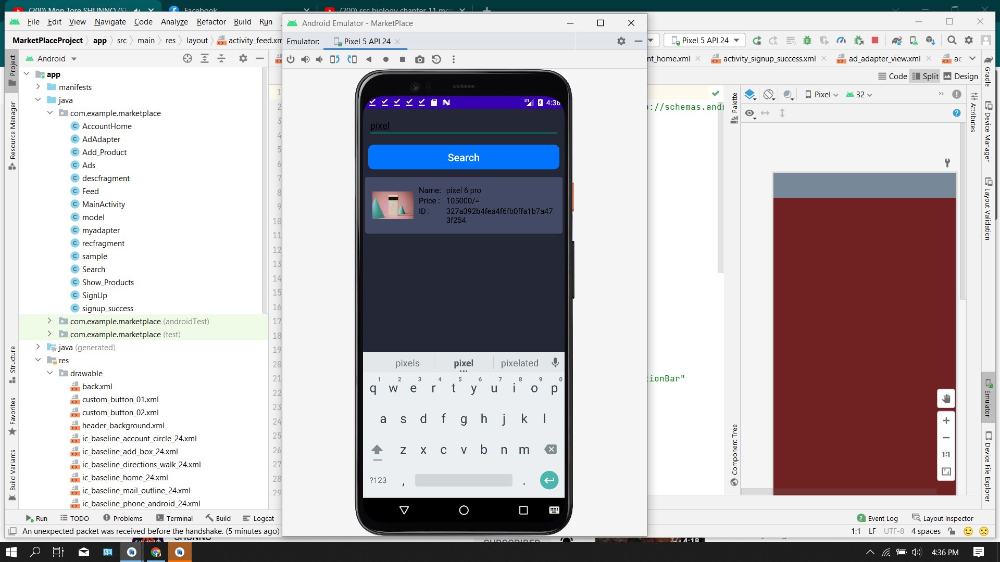 (200) Mon Tore SHUNNO (SH
Facebook
(200) ssc biology chapter 11 mcq
File Edit View Navigate Code Analyze Refactor Build Run
Android Emulator - MarketPlace
MarketPlaceProject app src main res layout activity_feed.xm
Emulator: Pixel 5 API 24
Pixel 5 API 24
Android
nt_home.xml activity_signup_success.xml ad_adapter_view.xml ac
Code Split Design
Project
Resource Manager
Structure
Favorites
Build Variants
app
manifests
java
com.example.marketplace
AccountHome
AdAdapter
Add_Product
Ads
descfragment
Feed
MainActivity
model
myadapter
recfragment
sample
Search
Show_Products
SignUp
signup_success
com.example.marketplace (androidTest)
com.example.marketplace (test)
java (generated)
res
drawable
back.xml
custom_button_01.xml
custom_button_02.xml
header_background.xml
ic_baseline_account_circle_24.xml
ic_baseline_add_box_24.xml
ic_baseline_directions_walk_24.xml
ic_baseline_home_24.xml
ic_baseline_mail_outline_24.xml
ic_baseline_phone_android_24.xml
1
2
3
4
5
6
7
8
9
10
11
12
13
14
15
16
17
18
19
20
21
22
23
24
25
26
27
28
29
LTE 4:36
pixel
Search
Name: pixel 6 pro
Price : 105000/=
ID : 327a392b4fea4f6fb0ffa1b7a47
3f254
pixels pixel pixelated
1 2 3 4 5 6 7 8 9 0
q w e r t y u i o p
a s d f g h j k l
z x c v b n m
?123 , .
://schemas.andr
tionBar"
Palette
Component Tree
Pixel 32
1:1
Gradle
Attributes
Device Manager
Layout Validation
Emulator
Device File Explorer
Run TODO Problems Terminal Build Logcat
2 Event Log Layout Inspector
An unexpected packet was received before the handshake. (5 minutes ago)
1:1 LF UTF-8 4 spaces
SHUNNO
SUBSCRIBED
4:18
4:36 PM